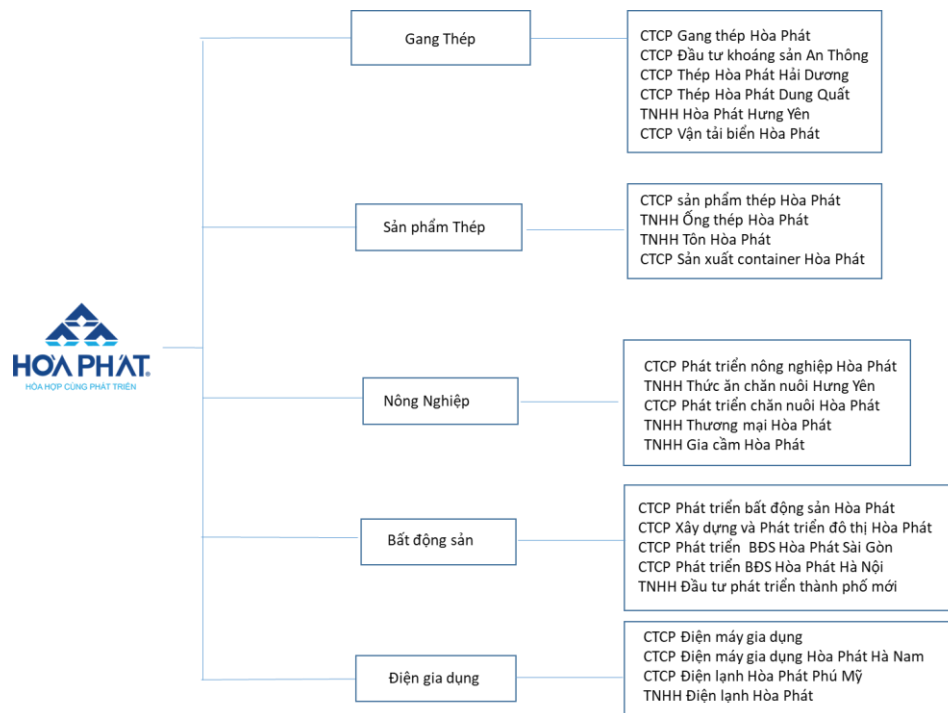 Gang Thép
CTCP Gang thép Hòa Phát
CTCP Đầu tư khoáng sản An Thông
CTCP Thép Hòa Phát Hải Dương
CTCP Thép Hòa Phát Dung Quất
TNHH Hòa Phát Hưng Yên
CTCP Vận tải biển Hòa Phát
Sản phẩm Thép
CTCP sản phẩm thép Hòa Phát
TNHH Ống thép Hòa Phát
TNHH Tôn Hòa Phát
CTCP Sản xuất container Hòa Phát
HÒA PHÁT®
HÒA HỢP CÙNG PHÁT TRIỂN
Nông Nghiệp
CTCP Phát triển nông nghiệp Hòa Phát
TNHH Thức ăn chăn nuôi Hưng Yên
CTCP Phát triển chăn nuôi Hòa Phát
TNHH Thương mại Hòa Phát
TNHH Gia cầm Hòa Phát
Bất động sản
CTCP Phát triển bất động sản Hòa Phát
CTCP Xây dựng và Phát triển đô thị Hòa Phát
CTCP Phát triển BĐS Hòa Phát Sài Gòn
CTCP Phát triển BĐS Hòa Phát Hà Nội
TNHH Đầu tư phát triển thành phố mới
Điện gia dụng
CTCP Điện máy gia dụng
CTCP Điện máy gia dụng Hòa Phát Hà Nam
CTCP Điện lạnh Hòa Phát Phú Mỹ
TNHH Điện lạnh Hòa Phát